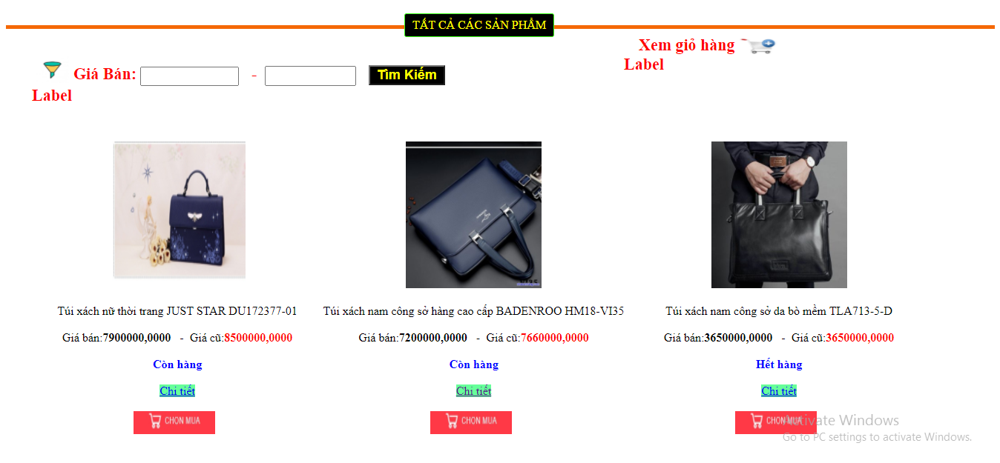 TẤT CẢ CÁC SẢN PHẨM
Xem giỏ hàng
Label
Giá Bán: - Tìm Kiếm
Label
Túi xách nữ thời trang JUST STAR DU172377-01
Giá bán:7900000,0000 - Giá cũ:8500000,0000
Còn hàng
Chi tiết
CHỌN MUA
Túi xách nam công sở hàng cao cấp BADENROO HM18-VI35
Giá bán:7200000,0000 - Giá cũ:7660000,0000
Còn hàng
Chi tiết
CHỌN MUA
Túi xách nam công sở da bò mềm TLA713-5-D
Giá bán:3650000,0000 - Giá cũ:3650000,0000
Hết hàng
Chi tiết
CHỌN MUA
Activate Windows
Go to PC settings to activate Windows.